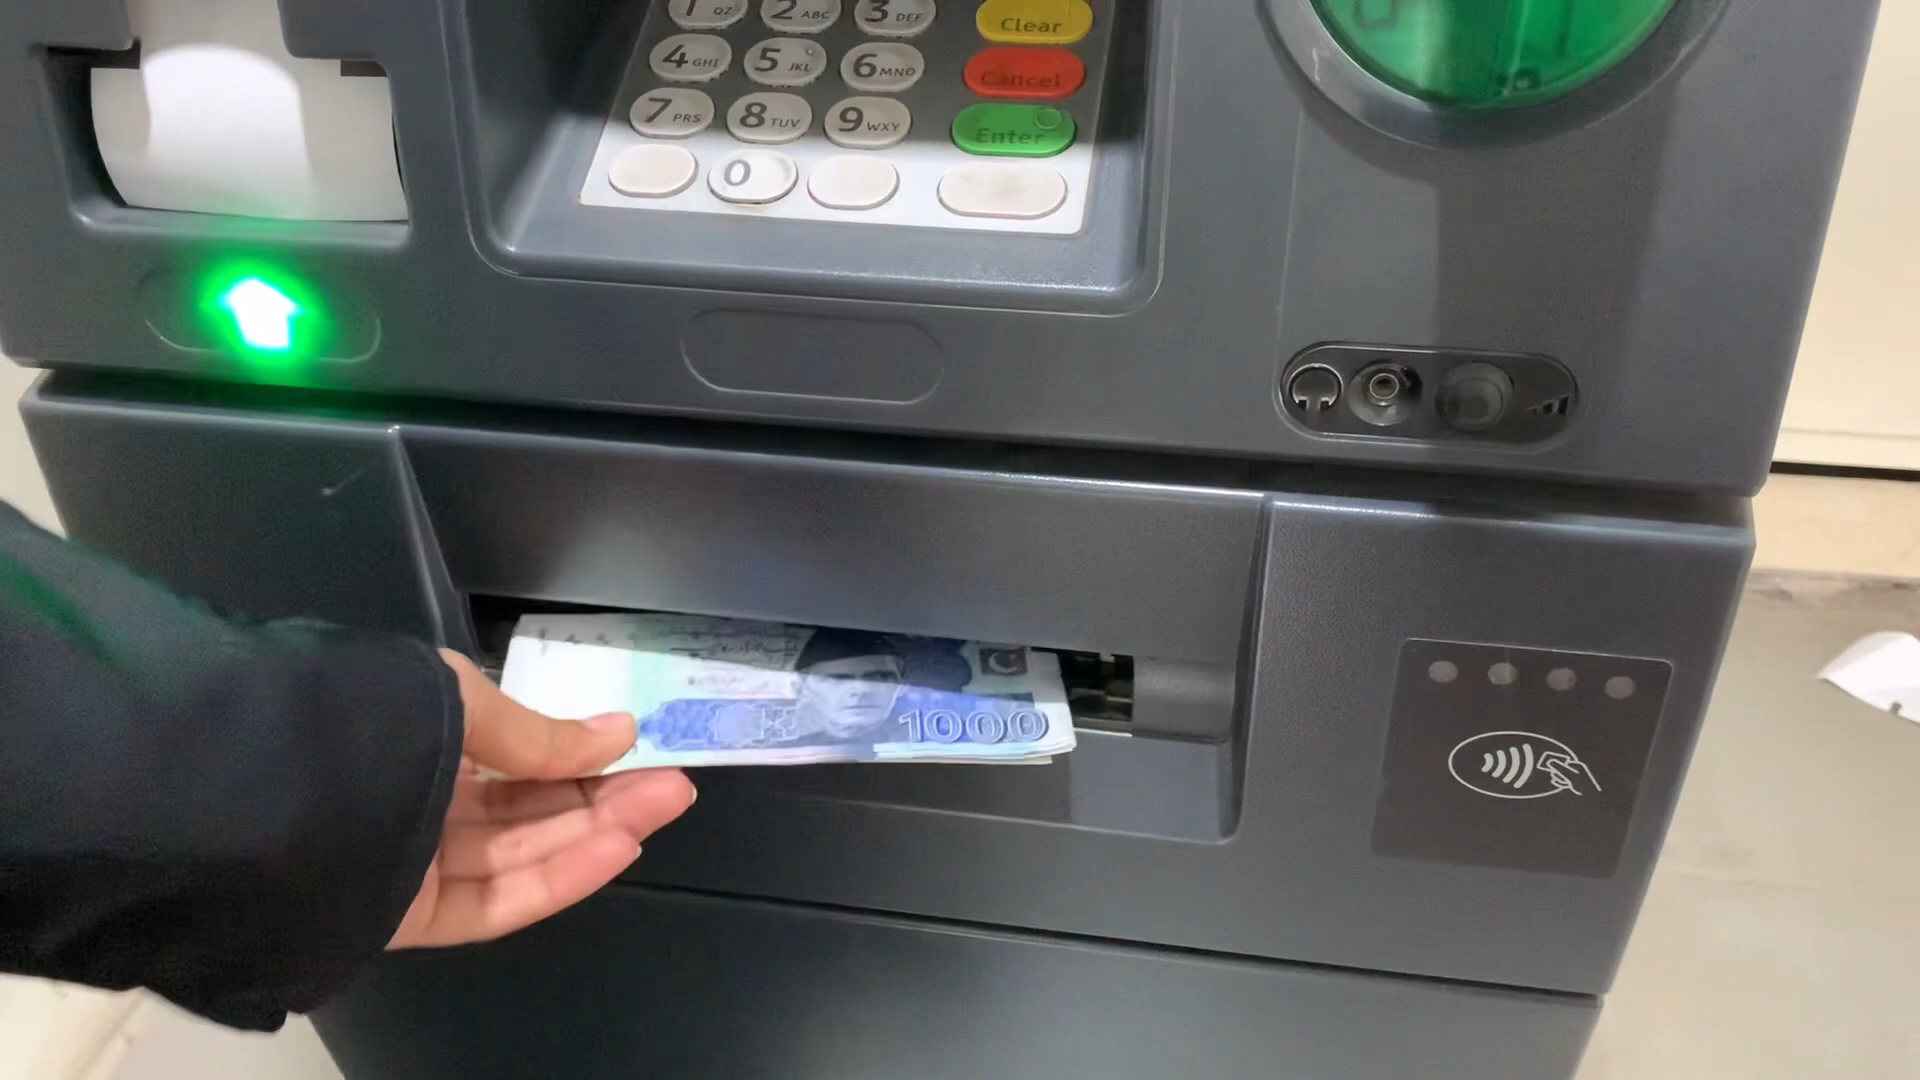 1 QZ 2 ABC 3 DEF Clear
4 GHI 5 JKL 6 MNO Cancel
7 PRS 8 TUV 9 WXY Enter
0
1000